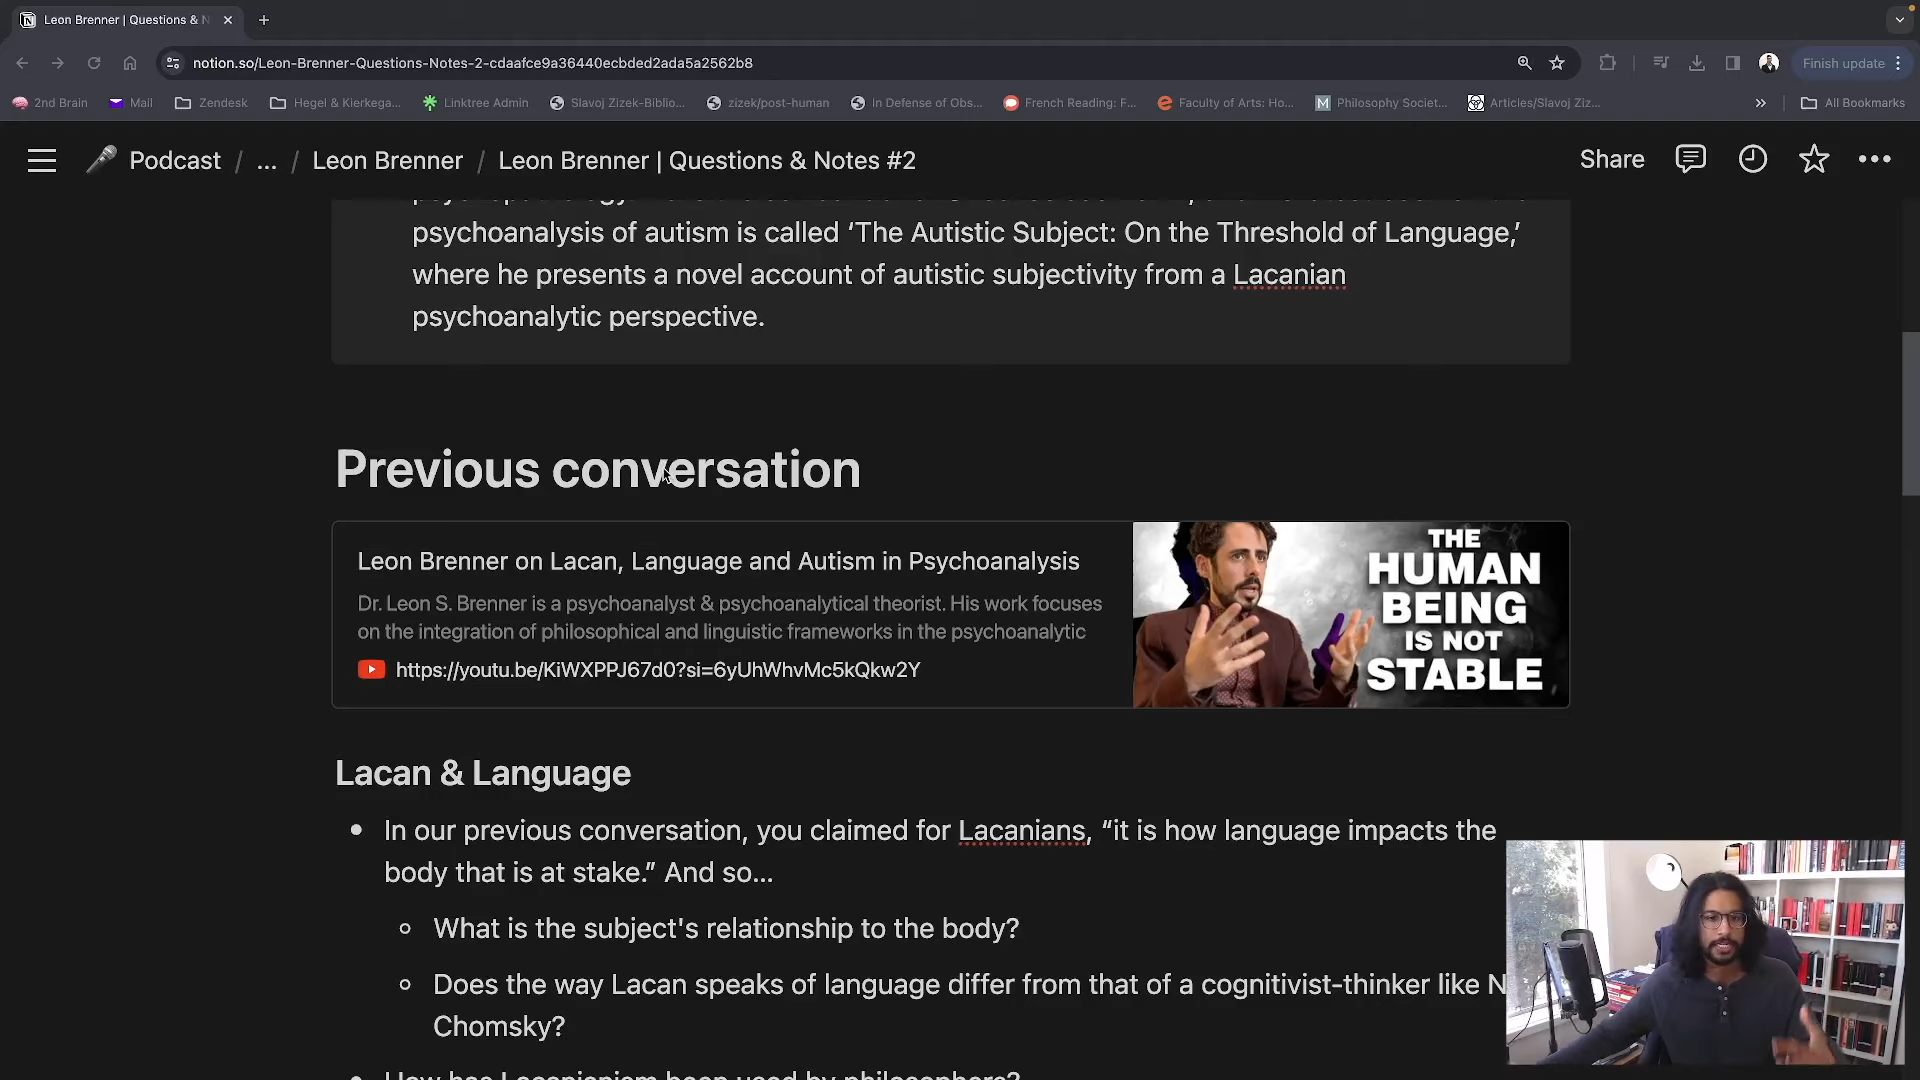 Leon Brenner | Questions & N
notion.so/Leon-Brenner-Questions-Notes-2-cdaafce9a36440ecbded2ada5a2562b8
Finish update
2nd Brain
Mail
Zendesk
Hegel & Kierkega...
Linktree Admin
Slavoj Zizek-Biblio...
zizek/post-human
In Defense of Obs...
French Reading: F...
Faculty of Arts: Ho...
Philosophy Societ...
Articles/Slavoj Ziz...
All Bookmarks
Podcast / ... / Leon Brenner / Leon Brenner | Questions & Notes #2
Share
psychoanalysis of autism is called ‘The Autistic Subject: On the Threshold of Language,’
where he presents a novel account of autistic subjectivity from a Lacanian
psychoanalytic perspective.
Previous conversation
Leon Brenner on Lacan, Language and Autism in Psychoanalysis
Dr. Leon S. Brenner is a psychoanalyst & psychoanalytical theorist. His work focuses
on the integration of philosophical and linguistic frameworks in the psychoanalytic
https://youtu.be/KiWXPPJ67d0?si=6yUhWhvMc5kQkw2Y
THE
HUMAN
BEING
IS NOT
STABLE
Lacan & Language
In our previous conversation, you claimed for Lacanians, “it is how language impacts the
body that is at stake.” And so...
What is the subject's relationship to the body?
Does the way Lacan speaks of language differ from that of a cognitivist-thinker like N
Chomsky?
How has Lacanianism been used by philosophers?